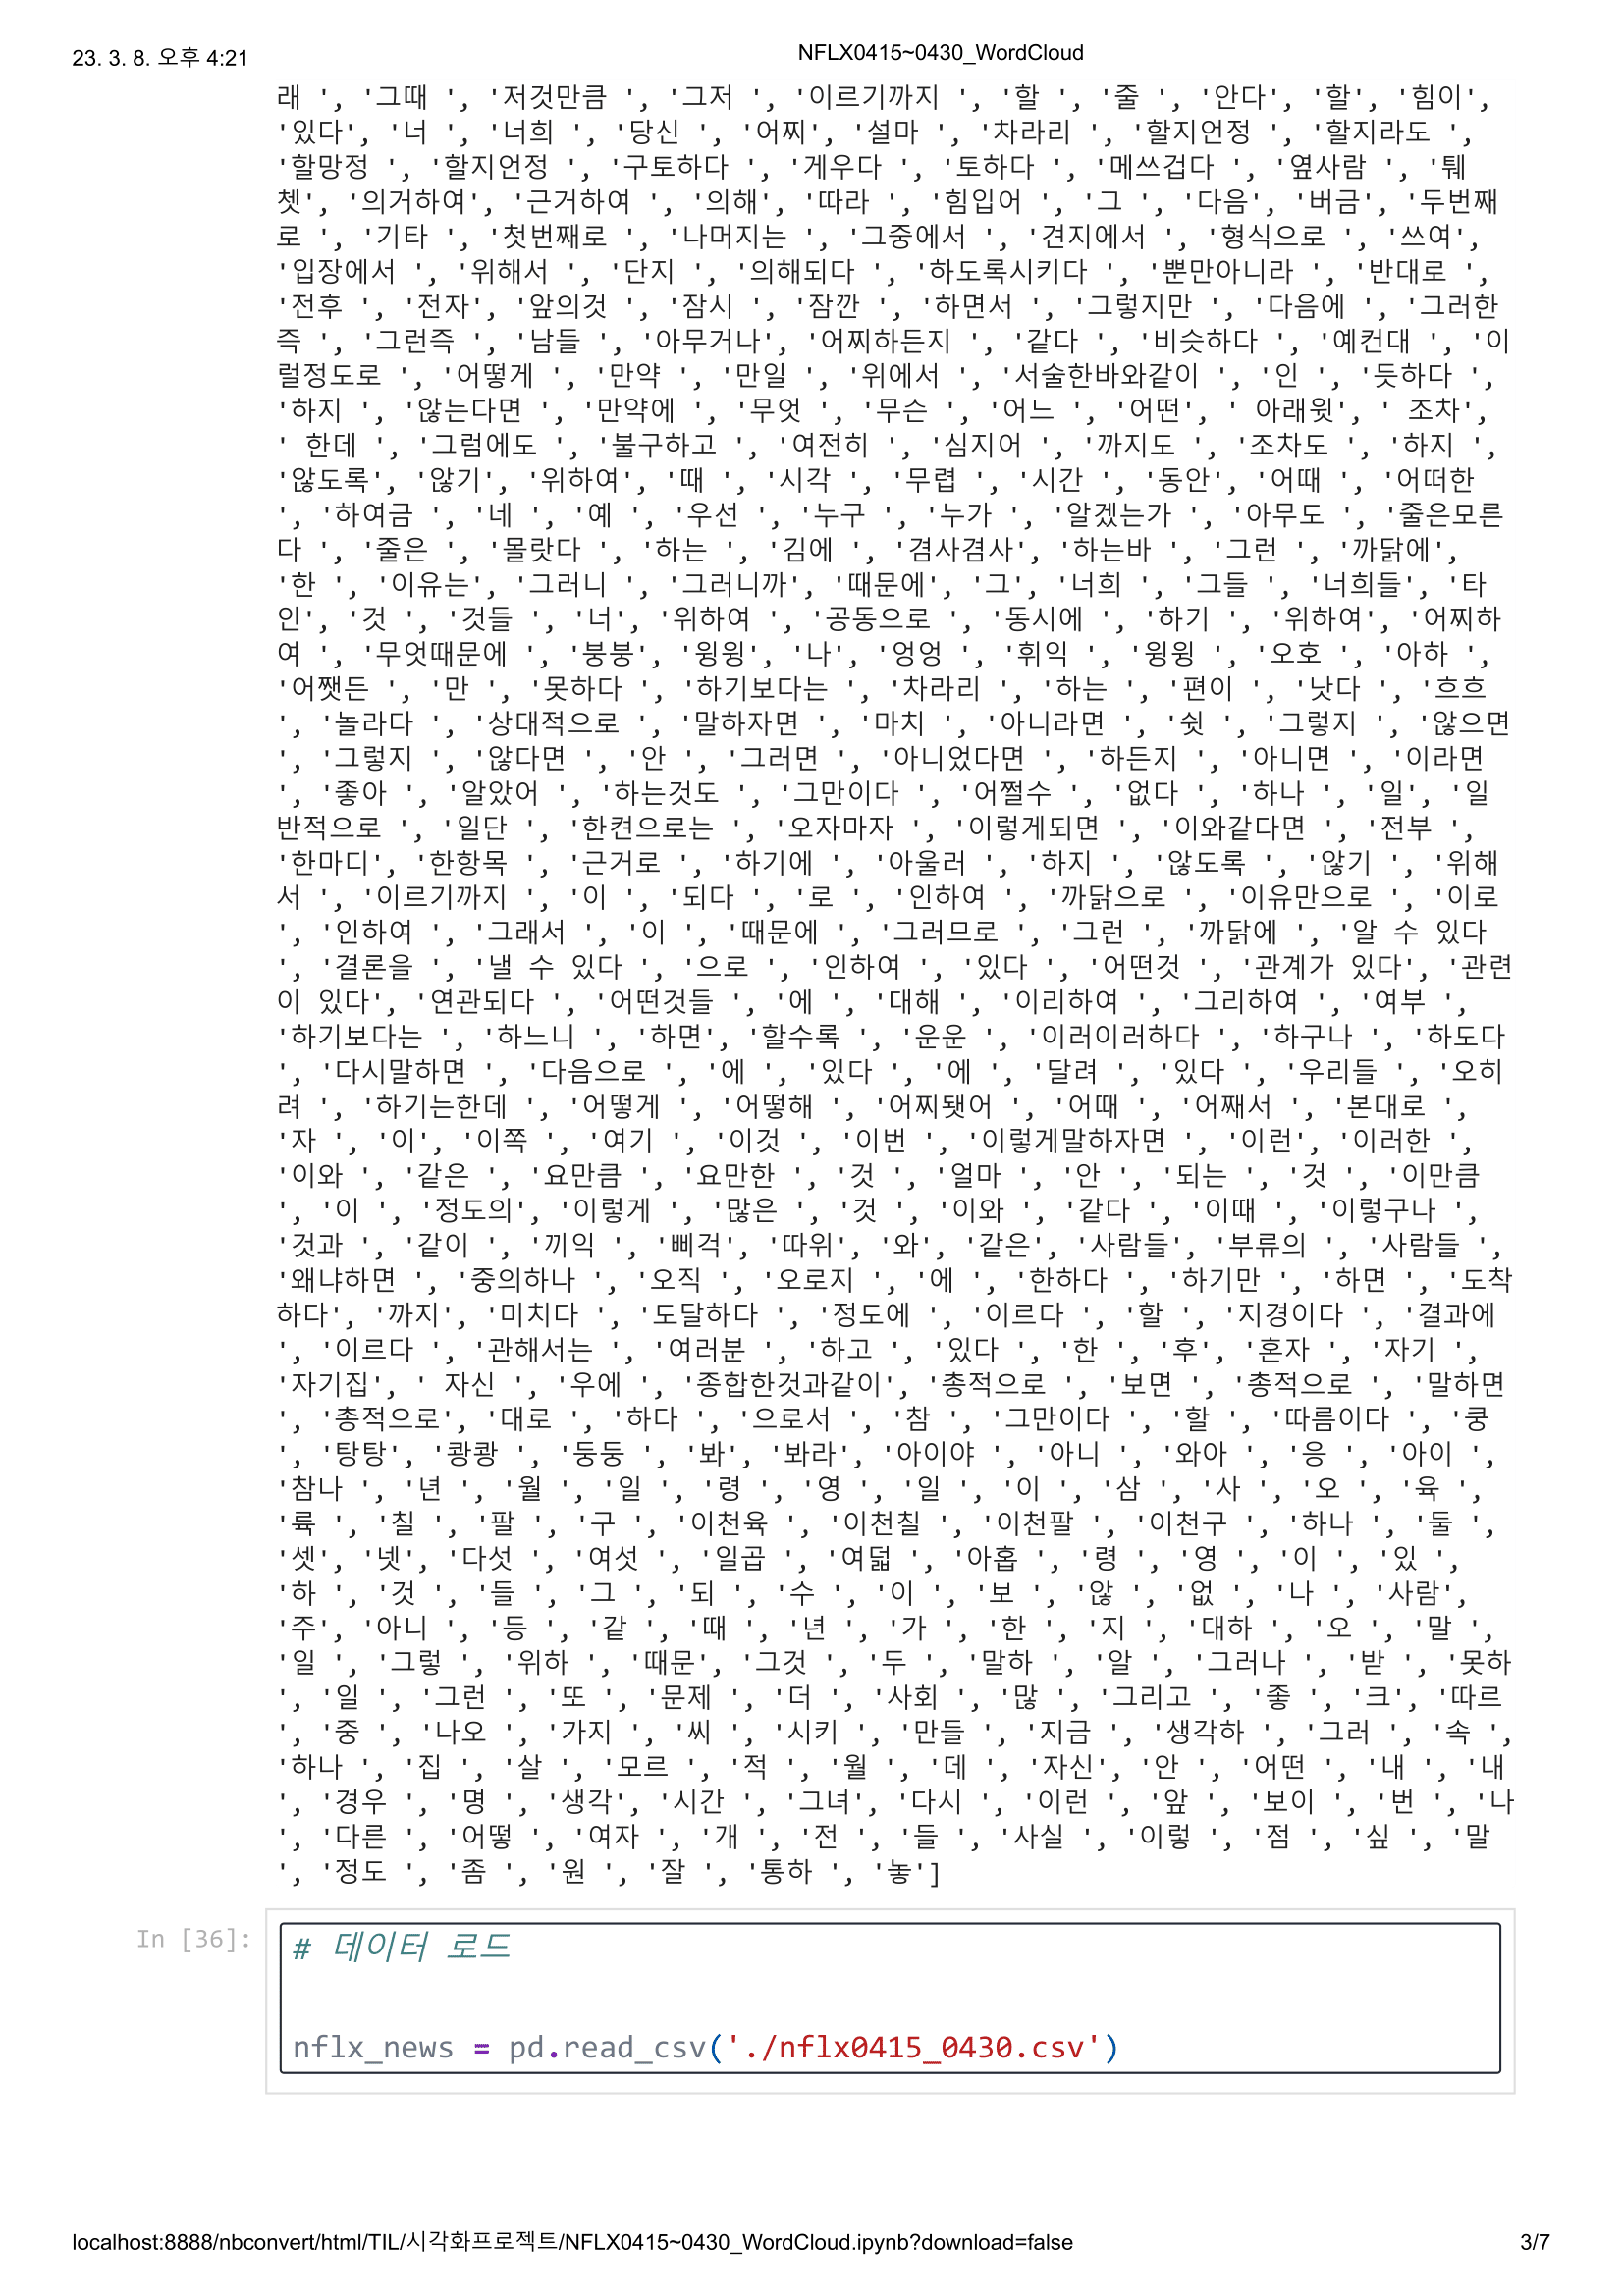 23. 3. 8. 오후 4:21
NFLX0415~0430_WordCloud
래 ', '그때 ', '저것만큼 ', '그저 ', '이르기까지 ', '할 ', '줄 ', '안다', '할', '힘이',
'있다', '너 ', '너희 ', '당신 ', '어찌', '설마 ', '차라리 ', '할지언정 ', '할지라도 ',
'할망정 ', '할지언정 ', '구토하다 ', '게우다 ', '토하다 ', '메쓰겁다 ', '옆사람 ', '퉤
쳇', '의거하여', '근거하여 ', '의해', '따라 ', '힘입어 ', '그 ', '다음', '버금', '두번째
로 ', '기타 ', '첫번째로 ', '나머지는 ', '그중에서 ', '견지에서 ', '형식으로 ', '쓰여',
'입장에서 ', '위해서 ', '단지 ', '의해되다 ', '하도록시키다 ', '뿐만아니라 ', '반대로 ',
'전후 ', '전자', '앞의것 ', '잠시 ', '잠깐 ', '하면서 ', '그렇지만 ', '다음에 ', '그러한
즉 ', '그런즉 ', '남들 ', '아무거나', '어찌하든지 ', '같다 ', '비슷하다 ', '예컨대 ', '이
럴정도로 ', '어떻게 ', '만약 ', '만일 ', '위에서 ', '서술한바와같이 ', '인 ', '듯하다 ',
'하지 ', '않는다면 ', '만약에 ', '무엇 ', '무슨 ', '어느 ', '어떤', ' 아래윗', ' 조차',
' 한데 ', '그럼에도 ', '불구하고 ', '여전히 ', '심지어 ', '까지도 ', '조차도 ', '하지 ',
'않도록', '않기', '위하여', '때 ', '시각 ', '무렵 ', '시간 ', '동안', '어때 ', '어떠한
', '하여금 ', '네 ', '예 ', '우선 ', '누구 ', '누가 ', '알겠는가 ', '아무도 ', '줄은모른
다 ', '줄은 ', '몰랏다 ', '하는 ', '김에 ', '겸사겸사', '하는바 ', '그런 ', '까닭에',
'한 ', '이유는', '그러니 ', '그러니까', '때문에', '그', '너희 ', '그들 ', '너희들', '타
인', '것 ', '것들 ', '너', '위하여 ', '공동으로 ', '동시에 ', '하기 ', '위하여', '어찌하
여 ', '무엇때문에 ', '붕붕', '윙윙', '나', '엉엉 ', '휘익 ', '윙윙 ', '오호 ', '아하 ',
'어쨋든 ', '만 ', '못하다 ', '하기보다는 ', '차라리 ', '하는 ', '편이 ', '낫다 ', '흐흐
', '놀라다 ', '상대적으로 ', '말하자면 ', '마치 ', '아니라면 ', '쉿 ', '그렇지 ', '않으면
', '그렇지 ', '않다면 ', '안 ', '그러면 ', '아니었다면 ', '하든지 ', '아니면 ', '이라면
', '좋아 ', '알았어 ', '하는것도 ', '그만이다 ', '어쩔수 ', '없다 ', '하나 ', '일', '일
반적으로 ', '일단 ', '한켠으로는 ', '오자마자 ', '이렇게되면 ', '이와같다면 ', '전부 ',
'한마디', '한항목 ', '근거로 ', '하기에 ', '아울러 ', '하지 ', '않도록 ', '않기 ', '위해
서 ', '이르기까지 ', '이 ', '되다 ', '로 ', '인하여 ', '까닭으로 ', '이유만으로 ', '이로
', '인하여 ', '그래서 ', '이 ', '때문에 ', '그러므로 ', '그런 ', '까닭에 ', '알 수 있다
', '결론을 ', '낼 수 있다 ', '으로 ', '인하여 ', '있다 ', '어떤것 ', '관계가 있다', '관련
이 있다', '연관되다 ', '어떤것들 ', '에 ', '대해 ', '이리하여 ', '그리하여 ', '여부 ',
'하기보다는 ', '하느니 ', '하면', '할수록 ', '운운 ', '이러이러하다 ', '하구나 ', '하도다
', '다시말하면 ', '다음으로 ', '에 ', '있다 ', '에 ', '달려 ', '있다 ', '우리들 ', '오히
려 ', '하기는한데 ', '어떻게 ', '어떻해 ', '어찌됏어 ', '어때 ', '어째서 ', '본대로 ',
'자 ', '이', '이쪽 ', '여기 ', '이것 ', '이번 ', '이렇게말하자면 ', '이런', '이러한 ',
'이와 ', '같은 ', '요만큼 ', '요만한 ', '것 ', '얼마 ', '안 ', '되는 ', '것 ', '이만큼
', '이 ', '정도의', '이렇게 ', '많은 ', '것 ', '이와 ', '같다 ', '이때 ', '이렇구나 ',
'것과 ', '같이 ', '끼익 ', '삐걱', '따위', '와', '같은', '사람들', '부류의 ', '사람들 ',
'왜냐하면 ', '중의하나 ', '오직 ', '오로지 ', '에 ', '한하다 ', '하기만 ', '하면 ', '도착
하다', '까지', '미치다 ', '도달하다 ', '정도에 ', '이르다 ', '할 ', '지경이다 ', '결과에
', '이르다 ', '관해서는 ', '여러분 ', '하고 ', '있다 ', '한 ', '후', '혼자 ', '자기 ',
'자기집', ' 자신 ', '우에 ', '종합한것과같이', '총적으로 ', '보면 ', '총적으로 ', '말하면
', '총적으로', '대로 ', '하다 ', '으로서 ', '참 ', '그만이다 ', '할 ', '따름이다 ', '쿵
', '탕탕', '쾅쾅 ', '둥둥 ', '봐', '봐라', '아이야 ', '아니 ', '와아 ', '응 ', '아이 ',
'참나 ', '년 ', '월 ', '일 ', '령 ', '영 ', '일 ', '이 ', '삼 ', '사 ', '오 ', '육 ',
'륙 ', '칠 ', '팔 ', '구 ', '이천육 ', '이천칠 ', '이천팔 ', '이천구 ', '하나 ', '둘 ',
'셋', '넷', '다섯 ', '여섯 ', '일곱 ', '여덟 ', '아홉 ', '령 ', '영 ', '이 ', '있 ',
'하 ', '것 ', '들 ', '그 ', '되 ', '수 ', '이 ', '보 ', '않 ', '없 ', '나 ', '사람',
'주', '아니 ', '등 ', '같 ', '때 ', '년 ', '가 ', '한 ', '지 ', '대하 ', '오 ', '말 ',
'일 ', '그렇 ', '위하 ', '때문', '그것 ', '두 ', '말하 ', '알 ', '그러나 ', '받 ', '못하
', '일 ', '그런 ', '또 ', '문제 ', '더 ', '사회 ', '많 ', '그리고 ', '좋 ', '크', '따르
', '중 ', '나오 ', '가지 ', '씨 ', '시키 ', '만들 ', '지금 ', '생각하 ', '그러 ', '속 ',
'하나 ', '집 ', '살 ', '모르 ', '적 ', '월 ', '데 ', '자신', '안 ', '어떤 ', '내 ', '내
', '경우 ', '명 ', '생각', '시간 ', '그녀', '다시 ', '이런 ', '앞 ', '보이 ', '번 ', '나
', '다른 ', '어떻 ', '여자 ', '개 ', '전 ', '들 ', '사실 ', '이렇 ', '점 ', '싶 ', '말
', '정도 ', '좀 ', '원 ', '잘 ', '통하 ', '놓']
In [36]:
# 데이터 로드
nflx_news = pd.read_csv('./nflx0415_0430.csv')
localhost:8888/nbconvert/html/TIL/시각화프로젝트/NFLX0415~0430_WordCloud.ipynb?download=false
3/7